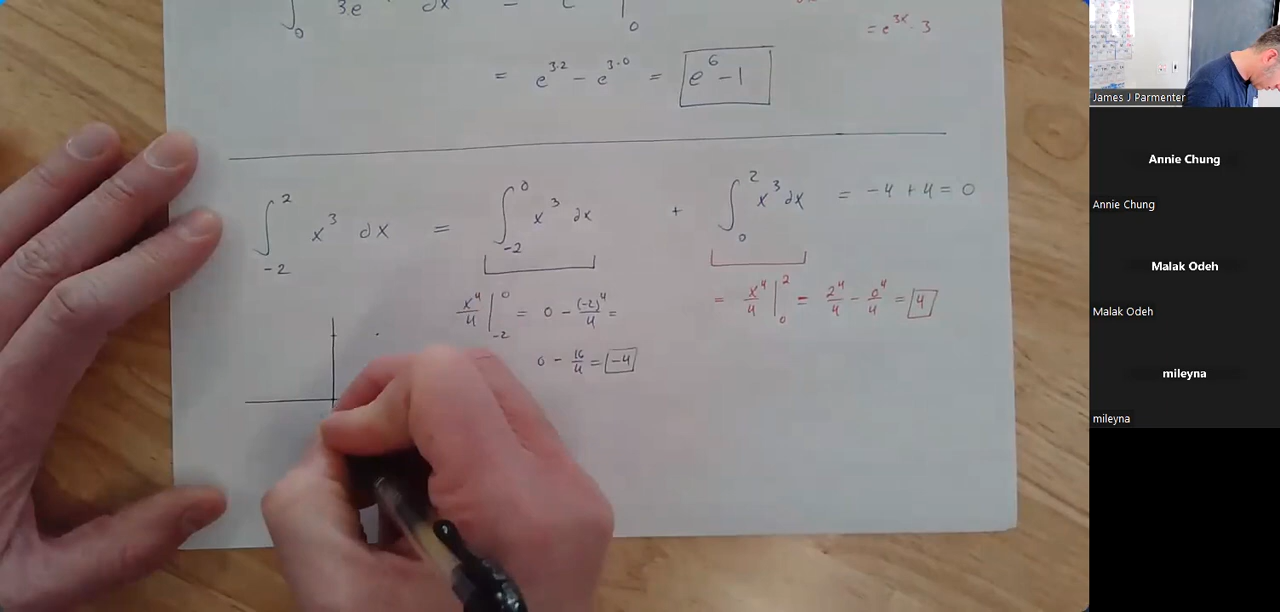 ∫₀ 3e dx =
= e^{3x} · 3
= e^{3·2} − e^{3·0} = e^6 − 1
∫_{-2}^{2} x^3 dx = ∫_{-2}^{0} x^3 dx + ∫_{0}^{2} x^3 dx = −4 + 4 = 0
x^4/4 |_{-2}^{0} = 0 − (−2)^4/4 =
= x^4/4 |_{0}^{2} = 2^4/4 − 0^4/4 = 4
0 − 16/4 = −4
James J Parmenter
Annie Chung
Annie Chung
Malak Odeh
Malak Odeh
mileyna
mileyna